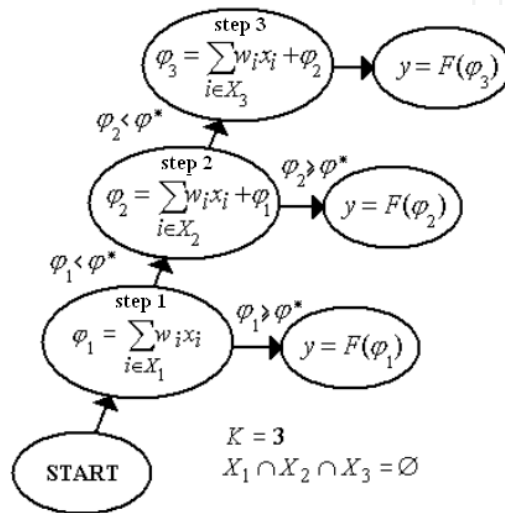 step 3
φ₃ = ∑ wᵢxᵢ + φ₂
i∈X₃
y = F(φ₃)
φ₂ < φ*
step 2
φ₂ = ∑ wᵢxᵢ + φ₁
i∈X₂
φ₂ ⩾ φ*
y = F(φ₂)
φ₁ < φ*
step 1
φ₁ = ∑ wᵢxᵢ
i∈X₁
φ₁ ⩾ φ*
y = F(φ₁)
START
K = 3
X₁ ∩ X₂ ∩ X₃ = ∅